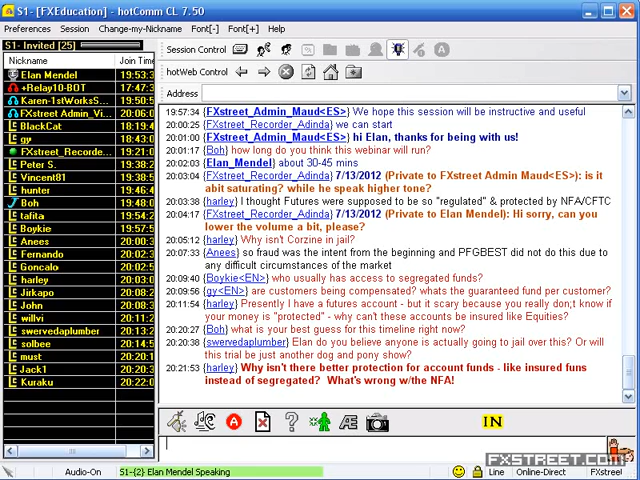 S1- [FXEducation] - hotComm CL 7.50
Preferences Session Change-my-Nickname Font[-] Font[+] Help
S1- Invited [25]
Session Control
Nickname Join Time
hotWeb Control
Address
Elan Mendel 19:53:3
+Relay10-BOT 17:47:3
Karen-1stWorksS... 19:50:5
FXstreet Admin_Vi... 20:06:0
BlackCat 18:19:4
gy 18:43:0
FXstreet_Recorde... 19:21:0
Peter S. 19:38:2
Vincent81 19:38:5
hunter 19:46:4
Boh 19:48:0
tafita 19:54:2
Boykie 19:57:5
Anees 20:00:3
Fernando 20:00:2
Goncalo 20:00:2
harley 20:03:0
Jirkapo 20:07:2
John 20:09:3
willvi 20:11:2
swervedaplumber 20:13:2
solbee 20:14:5
must 20:20:2
Jack1 20:20:2
Kuraku 20:22:0
19:57:34 {FXstreet_Admin_Maud<ES>} We hope this session will be instructive and useful
20:00:25 {FXstreet_Recorder_Adinda} we can start
20:01:00 {FXstreet_Admin_Maud<ES>} hi Elan, thanks for being with us!
20:01:17 {Boh} how long do you think this webinar will run?
20:02:03 {Elan_Mendel} about 30-45 mins
20:03:04 {FXstreet_Recorder_Adinda} 7/13/2012 (Private to FXstreet Admin Maud<ES>): is it
abit saturating? while he speak higher tone?
20:03:38 {harley} I thought Futures were supposed to be so "regulated" & protected by NFA/CFTC
20:04:17 {FXstreet_Recorder_Adinda} 7/13/2012 (Private to Elan Mendel): Hi sorry, can you
lower the volume a bit, please?
20:05:12 {harley} Why isn't Corzine in jail?
20:07:33 {Anees} so fraud was the intent from the beginning and PFGBEST did not do this due to
any difficult circumstances of the market
20:09:40 {Boykie<EN>} who usually has access to segregated funds?
20:09:56 {gy<EN>} are customers being compensated? whats the guaranteed fund per customer?
20:11:54 {harley} Presently I have a futures account - but it scary because you really don;t know if
your money is "protected" - why can't these accounts be insured like Equities?
20:20:27 {Boh} what is your best guess for this timeline right now?
20:20:38 {swervedaplumber} Elan do you believe anyone is actually going to jail over this? Or will
this trial be just another dog and pony show?
20:21:53 {harley} Why isn't there better protection for account funds - like insured funs
instead of segregated? What's wrong w/the NFA!
IN
FXSTREET.COM
Audio-On S1-{2} Elan Mendel Speaking Line Online-Direct FXstreel